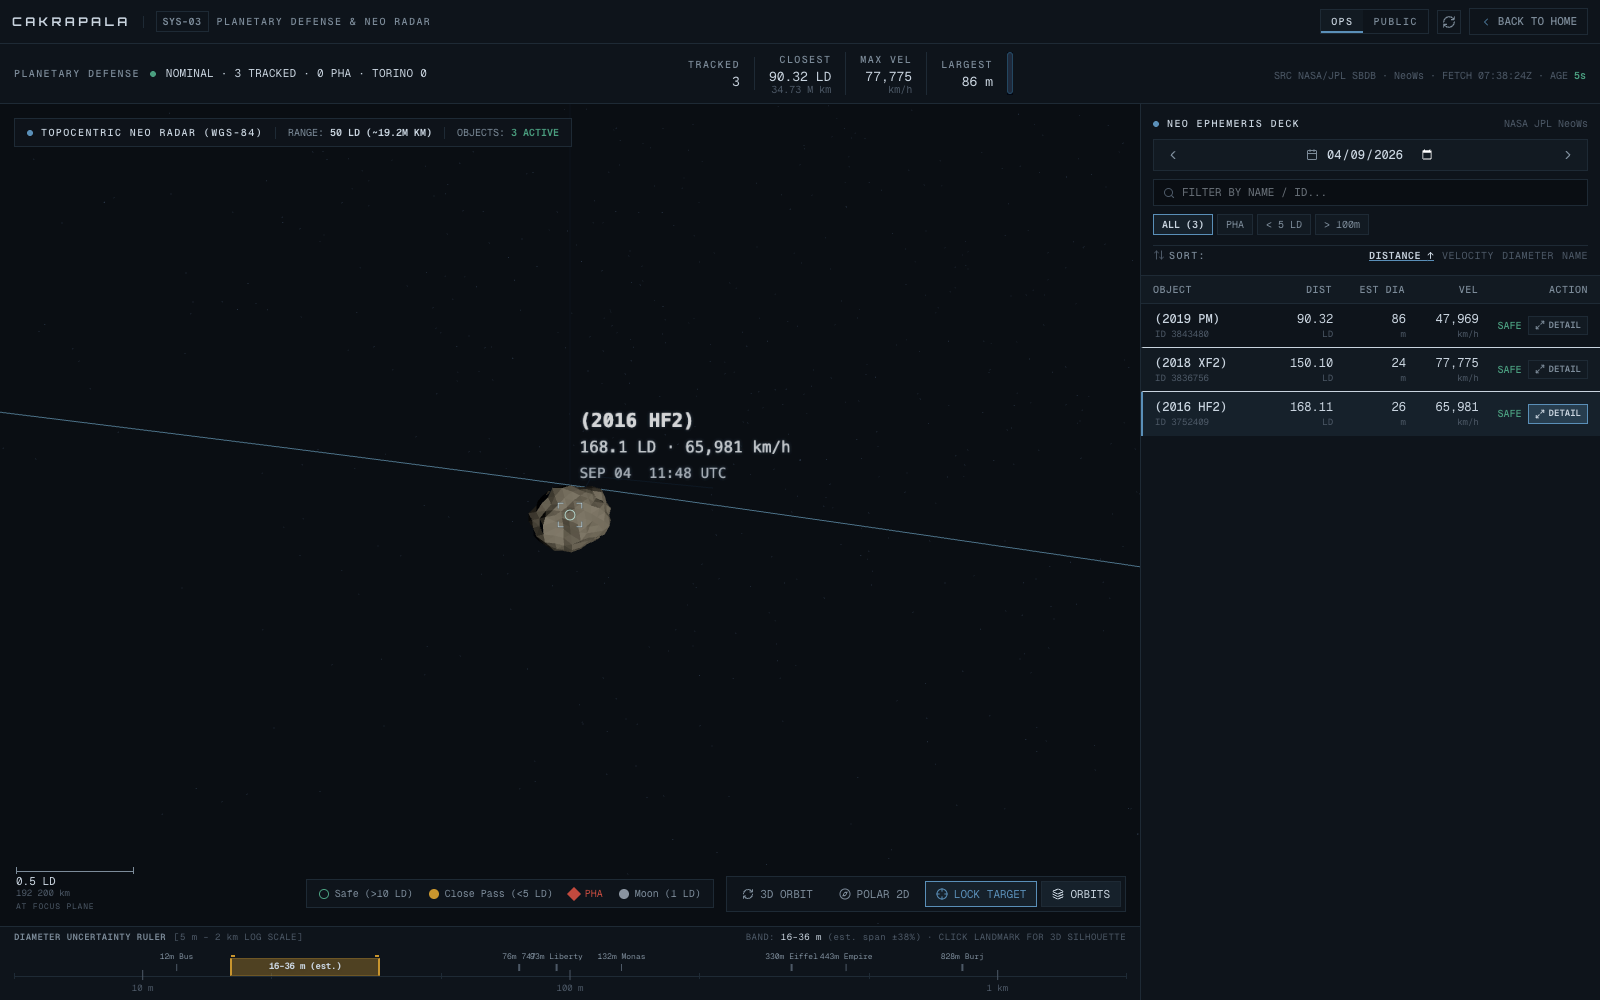 CAKRAPALA
SYS-03 PLANETARY DEFENSE & NEO RADAR
OPS PUBLIC
BACK TO HOME
PLANETARY DEFENSE NOMINAL · 3 TRACKED · 0 PHA · TORINO 0
TRACKED
3
CLOSEST
90.32 LD
34.73 M km
MAX VEL
77,775
km/h
LARGEST
86 m
SRC NASA/JPL SBDB · NeoWs · FETCH 07:38:24Z · AGE 5s
TOPOCENTRIC NEO RADAR (WGS-84) RANGE: 50 LD (~19.2M KM) OBJECTS: 3 ACTIVE
(2016 HF2)
168.1 LD · 65,981 km/h
SEP 04 11:48 UTC
0.5 LD
192 200 km
AT FOCUS PLANE
Safe (>10 LD) Close Pass (<5 LD) PHA Moon (1 LD)
3D ORBIT POLAR 2D LOCK TARGET ORBITS
DIAMETER UNCERTAINTY RULER [5 m – 2 km LOG SCALE]
BAND: 16–36 m (est. span ±38%) · CLICK LANDMARK FOR 3D SILHOUETTE
12m Bus 76m 747 93m Liberty 132m Monas 330m Eiffel 443m Empire 828m Burj
16–36 m (est.)
10 m 100 m 1 km
NEO EPHEMERIS DECK NASA JPL NeoWs
04/09/2026
FILTER BY NAME / ID...
ALL (3) PHA < 5 LD > 100m
SORT: DISTANCE ↑ VELOCITY DIAMETER NAME
OBJECT DIST EST DIA VEL ACTION
(2019 PM) 90.32 86 47,969 SAFE DETAIL
ID 3843480 LD m km/h
(2018 XF2) 150.10 24 77,775 SAFE DETAIL
ID 3836756 LD m km/h
(2016 HF2) 168.11 26 65,981 SAFE DETAIL
ID 3752409 LD m km/h